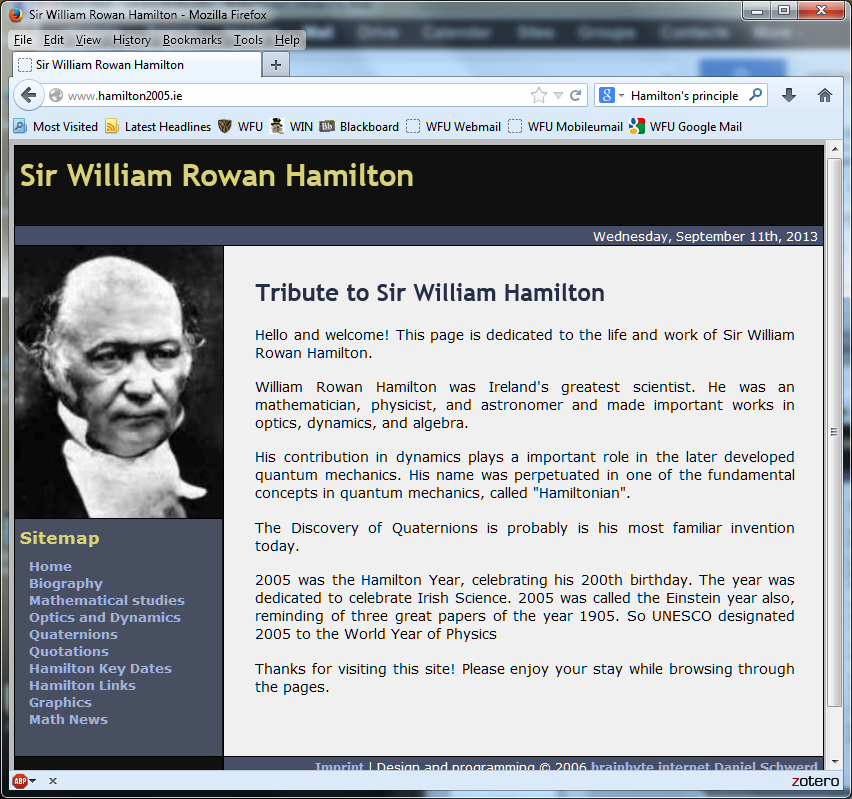 Sir William Rowan Hamilton - Mozilla Firefox
Calendar Sites Groups Contacts
File Edit View History Bookmarks Tools Help
Sir William Rowan Hamilton
www.hamilton2005.ie
Hamilton's principle
Most Visited Latest Headlines WFU WIN Bb Blackboard WFU Webmail WFU Mobileumail WFU Google Mail
Sir William Rowan Hamilton
Wednesday, September 11th, 2013
Tribute to Sir William Hamilton
Hello and welcome! This page is dedicated to the life and work of Sir William
Rowan Hamilton.
William Rowan Hamilton was Ireland's greatest scientist. He was an
mathematician, physicist, and astronomer and made important works in
optics, dynamics, and algebra.
His contribution in dynamics plays a important role in the later developed
quantum mechanics. His name was perpetuated in one of the fundamental
concepts in quantum mechanics, called "Hamiltonian".
The Discovery of Quaternions is probably is his most familiar invention
today.
2005 was the Hamilton Year, celebrating his 200th birthday. The year was
dedicated to celebrate Irish Science. 2005 was called the Einstein year also,
reminding of three great papers of the year 1905. So UNESCO designated
2005 to the World Year of Physics
Thanks for visiting this site! Please enjoy your stay while browsing through
the pages.
Sitemap
Home
Biography
Mathematical studies
Optics and Dynamics
Quaternions
Quotations
Hamilton Key Dates
Hamilton Links
Graphics
Math News
Imprint | Design and programming © 2006 brainbyte internet Daniel Schwerd
ABP
zotero